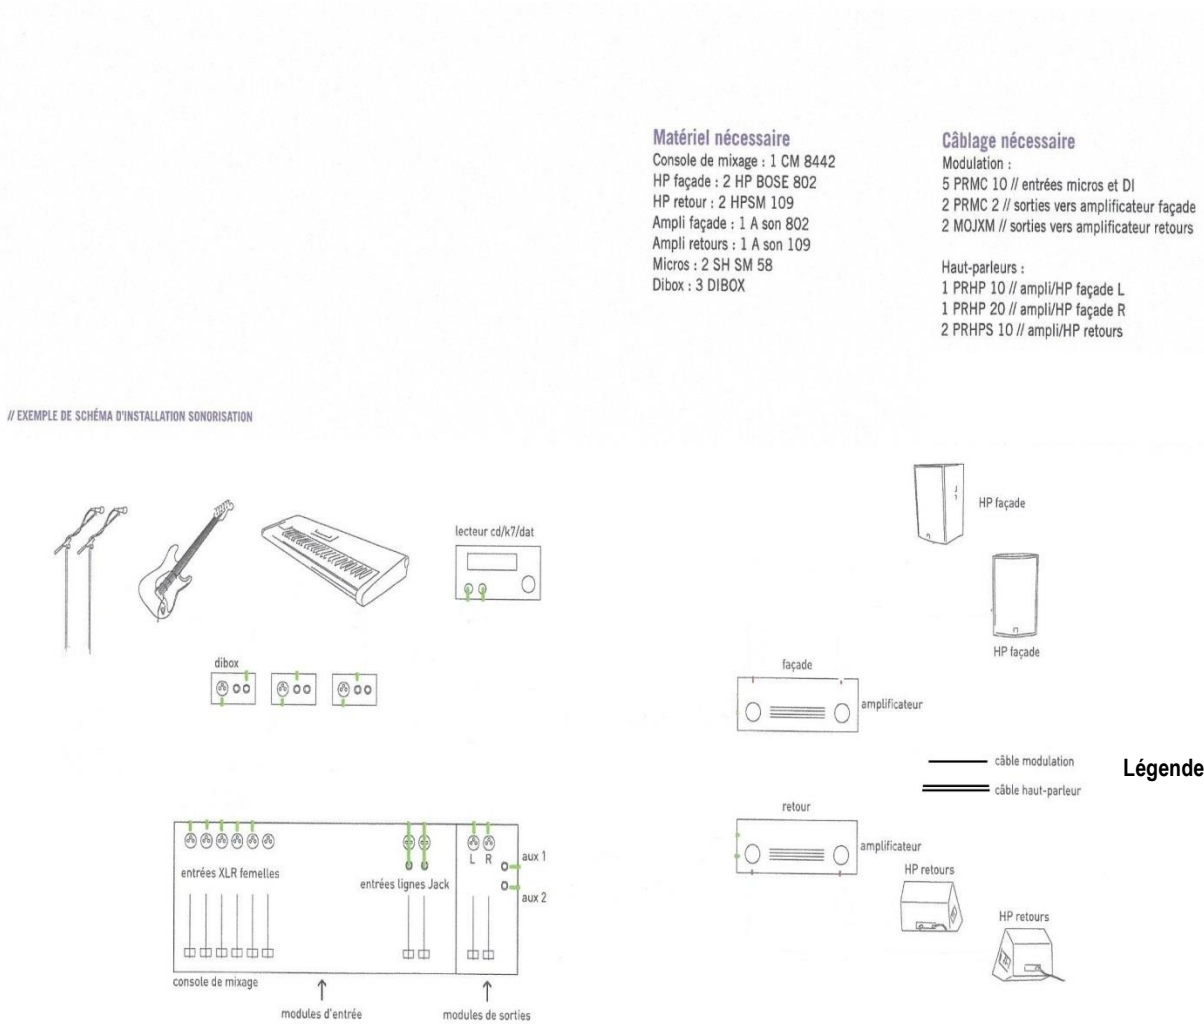 Matériel nécessaire
Console de mixage : 1 CM 8442
HP façade : 2 HP BOSE 802
HP retour : 2 HPSM 109
Ampli façade : 1 A son 802
Ampli retours : 1 A son 109
Micros : 2 SH SM 58
Dibox : 3 DIBOX
Câblage nécessaire
Modulation :
5 PRMC 10 // entrées micros et DI
2 PRMC 2 // sorties vers amplificateur façade
2 MOJXM // sorties vers amplificateur retours
Haut-parleurs :
1 PRHP 10 // ampli/HP façade L
1 PRHP 20 // ampli/HP façade R
2 PRHPS 10 // ampli/HP retours
// EXEMPLE DE SCHÉMA D'INSTALLATION SONORISATION
lecteur cd/k7/dat
HP façade
HP façade
dibox
façade
amplificateur
câble modulation
Légende
câble haut-parleur
retour
amplificateur
HP retours
HP retours
L R
aux 1
aux 2
entrées XLR femelles
entrées lignes Jack
console de mixage
modules d'entrée
modules de sorties